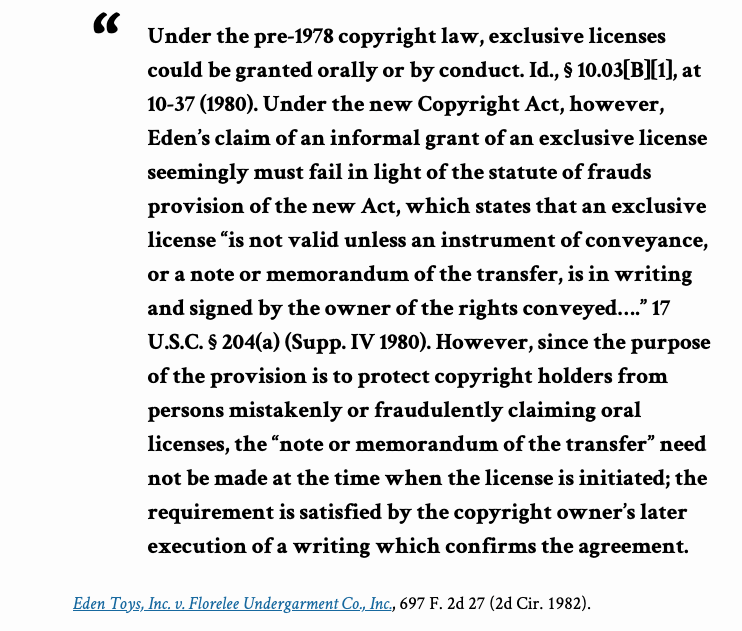 “
Under the pre-1978 copyright law, exclusive licenses
could be granted orally or by conduct. Id., § 10.03[B][1], at
10-37 (1980). Under the new Copyright Act, however,
Eden’s claim of an informal grant of an exclusive license
seemingly must fail in light of the statute of frauds
provision of the new Act, which states that an exclusive
license “is not valid unless an instrument of conveyance,
or a note or memorandum of the transfer, is in writing
and signed by the owner of the rights conveyed….” 17
U.S.C. § 204(a) (Supp. IV 1980). However, since the purpose
of the provision is to protect copyright holders from
persons mistakenly or fraudulently claiming oral
licenses, the “note or memorandum of the transfer” need
not be made at the time when the license is initiated; the
requirement is satisfied by the copyright owner’s later
execution of a writing which confirms the agreement.
Eden Toys, Inc. v. Florelee Undergarment Co., Inc., 697 F. 2d 27 (2d Cir. 1982).